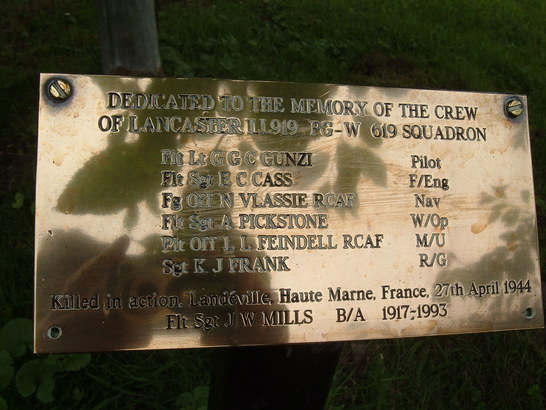 DEDICATED TO THE MEMORY OF THE CREW
OF LANCASTER LL919 PG-W 619 SQUADRON
Flt Lt G G C GUNZI Pilot
Flt Sgt E C CASS F/Eng
Fg Off N VLASSIE RCAF Nav
Flt Sgt A PICKSTONE W/Op
Plt Off L L FEINDELL RCAF M/U
Sgt K J FRANK R/G
Killed in action, Landéville, Haute Marne, France, 27th April 1944
Flt Sgt J W MILLS B/A 1917-1993